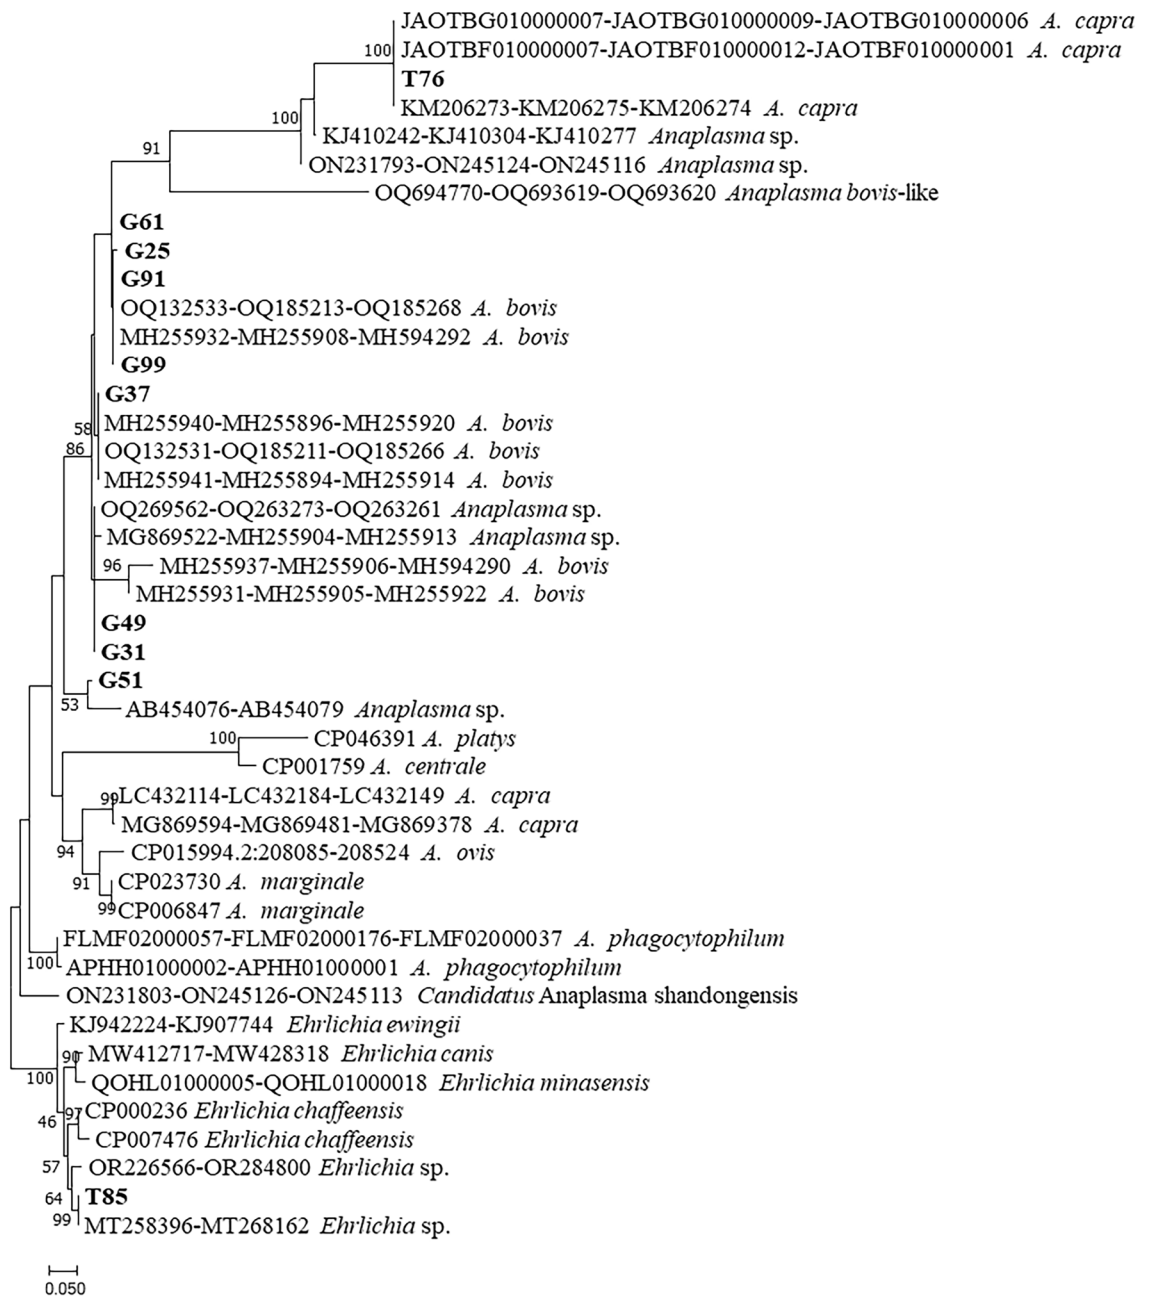 JAOTBG010000007-JAOTBG010000009-JAOTBG010000006 A. capra
100 JAOTBF010000007-JAOTBF010000012-JAOTBF010000001 A. capra
T76
KM206273-KM206275-KM206274 A. capra
100
KJ410242-KJ410304-KJ410277 Anaplasma sp.
91
ON231793-ON245124-ON245116 Anaplasma sp.
OQ694770-OQ693619-OQ693620 Anaplasma bovis-like
G61
G25
G91
OQ132533-OQ185213-OQ185268 A. bovis
MH255932-MH255908-MH594292 A. bovis
G99
G37
58 MH255940-MH255896-MH255920 A. bovis
86 OQ132531-OQ185211-OQ185266 A. bovis
MH255941-MH255894-MH255914 A. bovis
OQ269562-OQ263273-OQ263261 Anaplasma sp.
MG869522-MH255904-MH255913 Anaplasma sp.
96 MH255937-MH255906-MH594290 A. bovis
MH255931-MH255905-MH255922 A. bovis
G49
G31
G51
53 AB454076-AB454079 Anaplasma sp.
100 CP046391 A. platys
CP001759 A. centrale
99 LC432114-LC432184-LC432149 A. capra
MG869594-MG869481-MG869378 A. capra
94 CP015994.2:208085-208524 A. ovis
91 CP023730 A. marginale
99 CP006847 A. marginale
FLMF02000057-FLMF02000176-FLMF02000037 A. phagocytophilum
100 APHH01000002-APHH01000001 A. phagocytophilum
ON231803-ON245126-ON245113 Candidatus Anaplasma shandongensis
KJ942224-KJ907744 Ehrlichia ewingii
90 MW412717-MW428318 Ehrlichia canis
100 QOHL01000005-QOHL01000018 Ehrlichia minasensis
46 97 CP000236 Ehrlichia chaffeensis
CP007476 Ehrlichia chaffeensis
57 OR226566-OR284800 Ehrlichia sp.
64 T85
99 MT258396-MT268162 Ehrlichia sp.
0.050